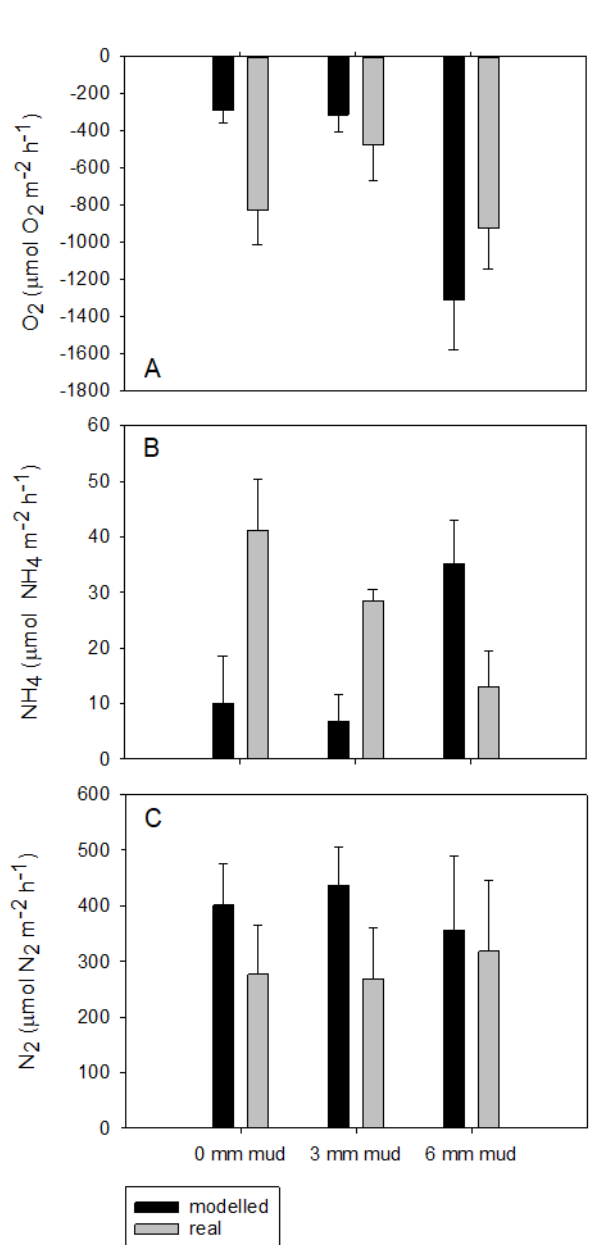 O2 (μmol O2 m-2 h-1)
0
-200
-400
-600
-800
-1000
-1200
-1400
-1600
-1800
A
NH4 (μmol NH4 m-2 h-1)
60
50
40
30
20
10
0
B
N2 (μmol N2 m-2 h-1)
600
500
400
300
200
100
0
C
0 mm mud 3 mm mud 6 mm mud
modelled
real